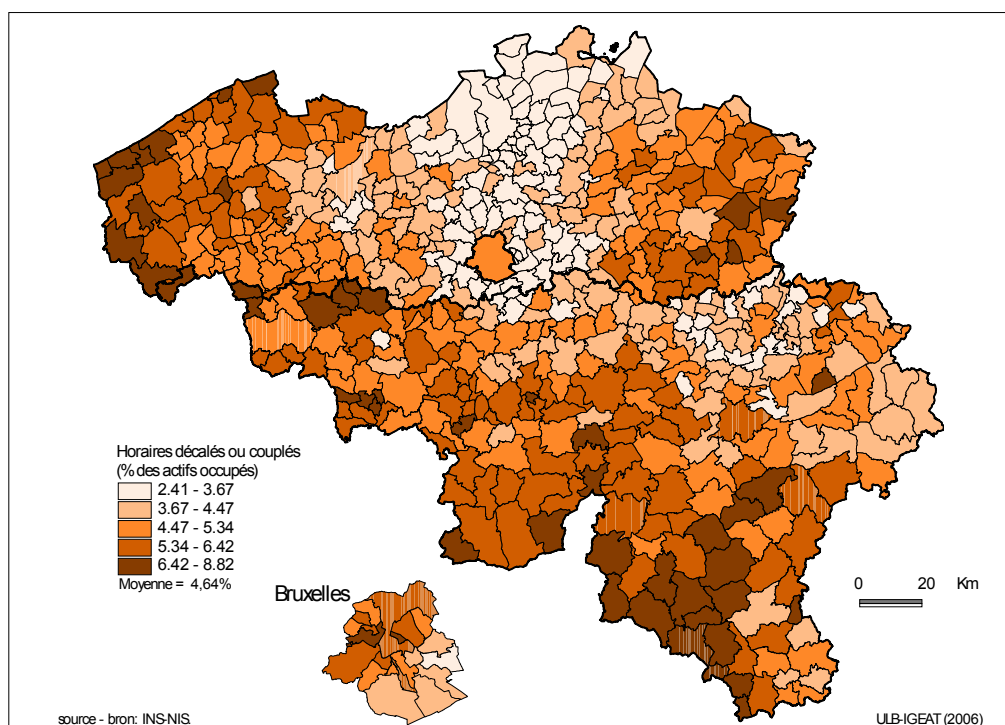 Horaires décalés ou couplés
(% des actifs occupés)
2.41 - 3.67
3.67 - 4.47
4.47 - 5.34
5.34 - 6.42
6.42 - 8.82
Moyenne = 4,64%
Bruxelles
0 20 Km
source - bron: INS-NIS.
ULB-IGEAT (2006)